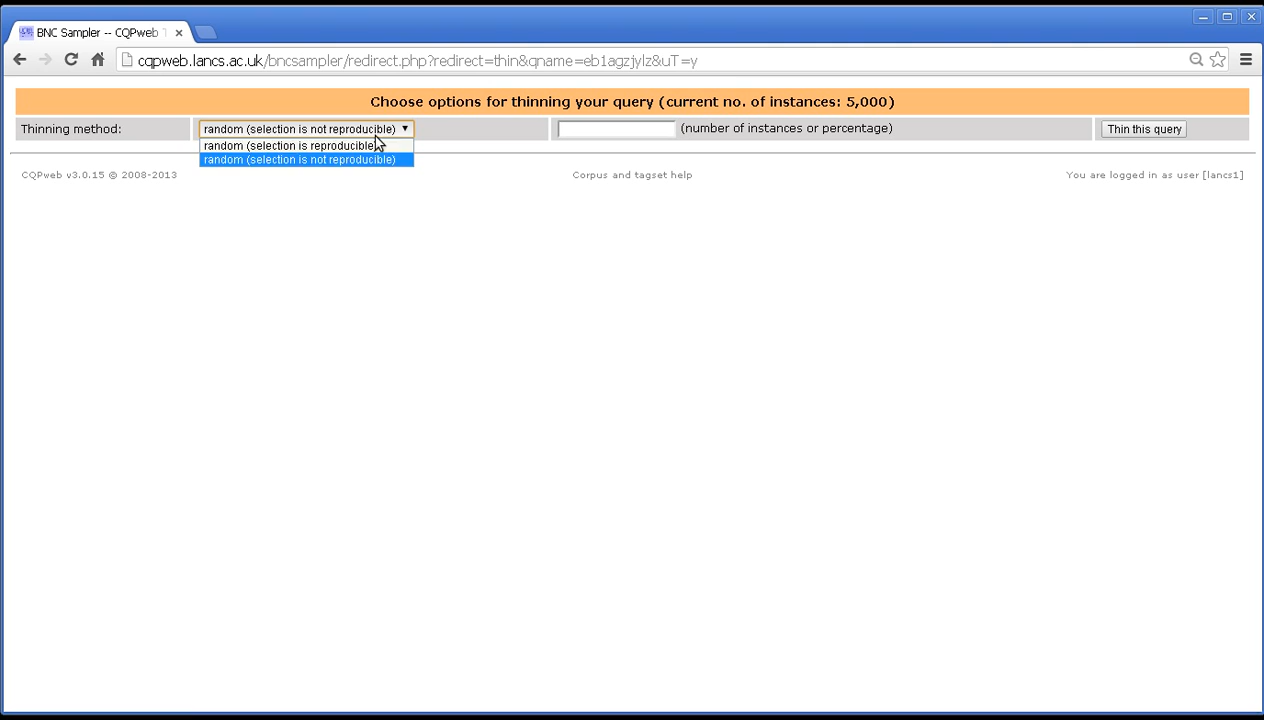 BNC Sampler -- CQPweb
cqpweb.lancs.ac.uk/bncsampler/redirect.php?redirect=thin&qname=eb1agzjylz&uT=y
Choose options for thinning your query (current no. of instances: 5,000)
Thinning method: random (selection is not reproducible) (number of instances or percentage) Thin this query
random (selection is reproducible)
random (selection is not reproducible)
CQPweb v3.0.15 © 2008-2013 Corpus and tagset help You are logged in as user [lancs1]